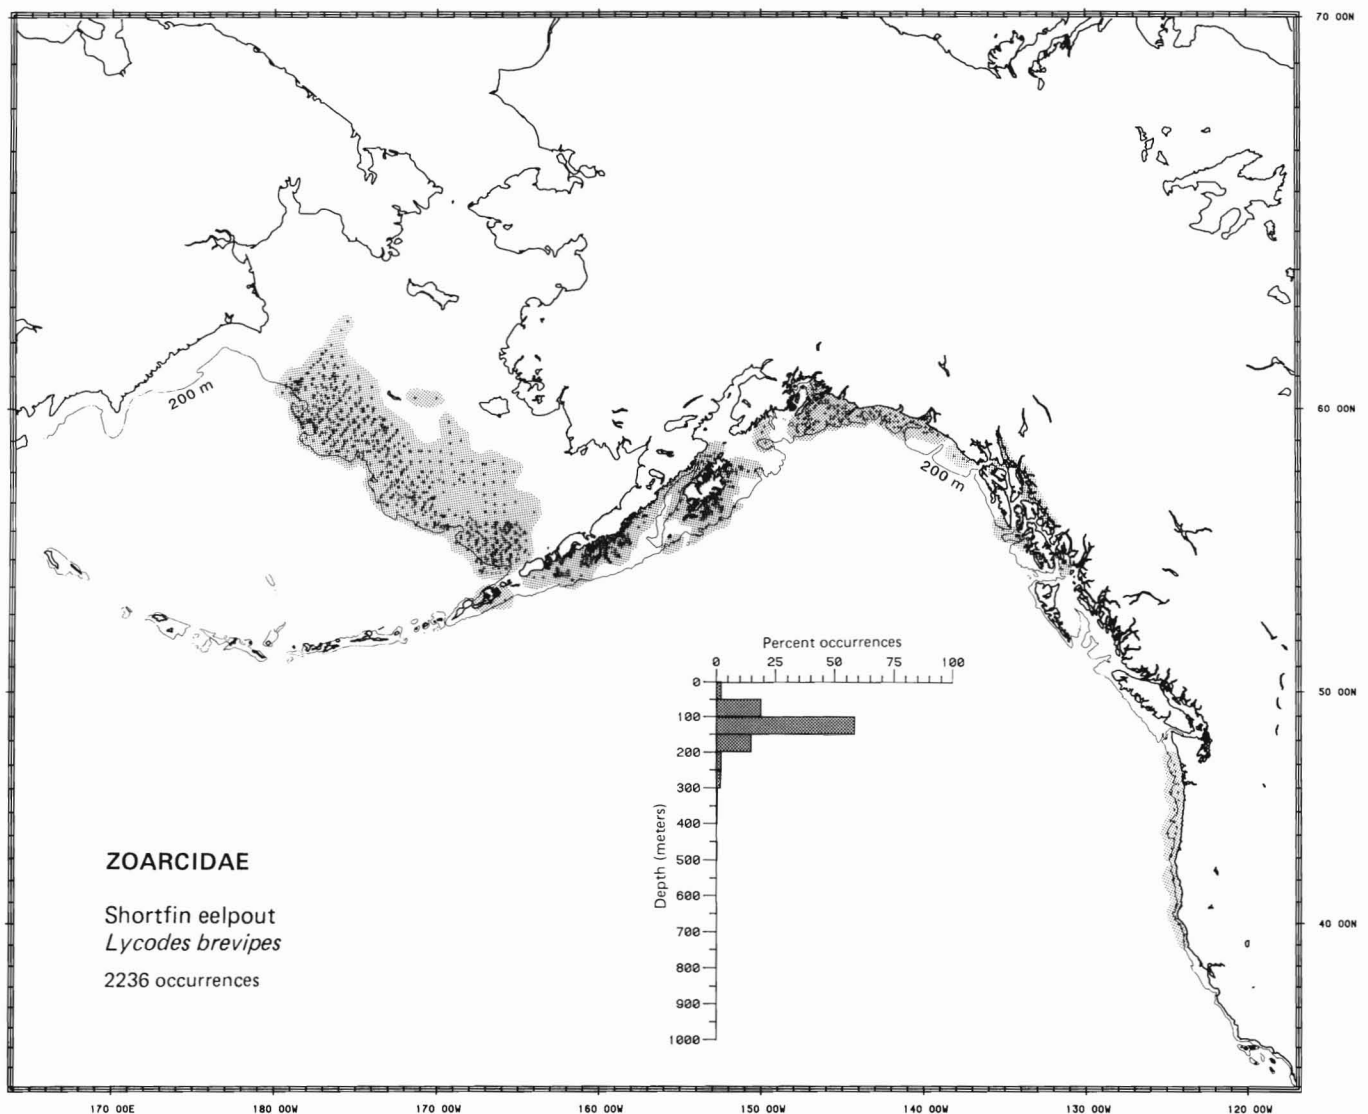 70 00N
200 m
60 00N
200 m
Percent occurrences
0 25 50 75 100
0
100
200
300
400
500
600
700
800
900
1000
Depth (meters)
50 00N
40 00N
ZOARCIDAE
Shortfin eelpout
Lycodes brevipes
2236 occurrences
170 00E 180 00W 170 00W 160 00W 150 00W 140 00W 130 00W 120 00W